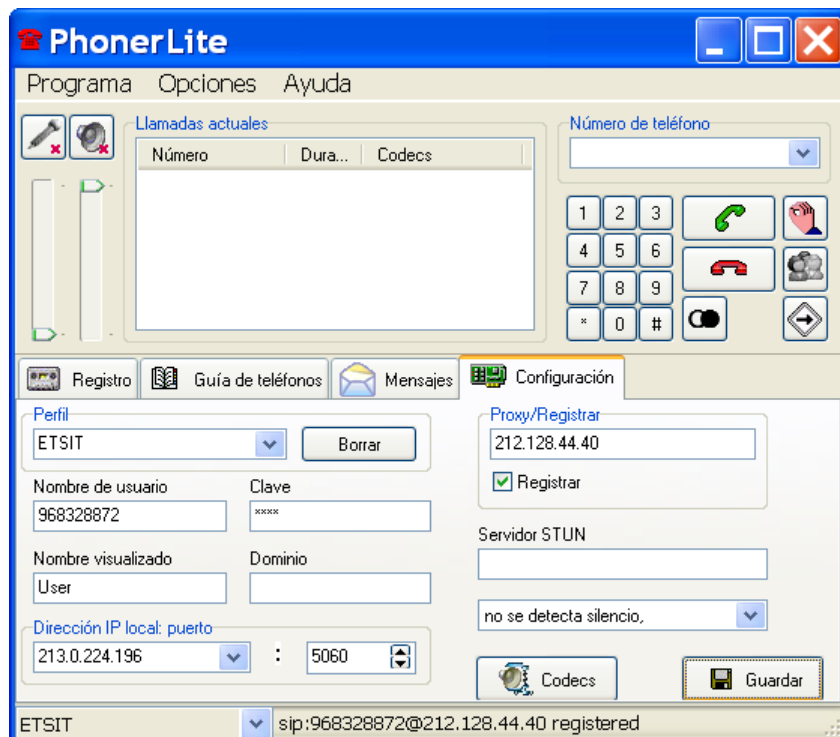 PhonerLite
Programa Opciones Ayuda
Llamadas actuales
Número Dura... Codecs
Número de teléfono
1 2 3
4 5 6
7 8 9
* 0 #
Registro Guía de teléfonos Mensajes Configuración
Perfil
ETSIT Borrar
Nombre de usuario Clave
968328872 ****
Nombre visualizado Dominio
User
Dirección IP local: puerto
213.0.224.196 : 5060
Proxy/Registrar
212.128.44.40
Registrar
Servidor STUN
no se detecta silencio,
Codecs Guardar
ETSIT sip:968328872@212.128.44.40 registered